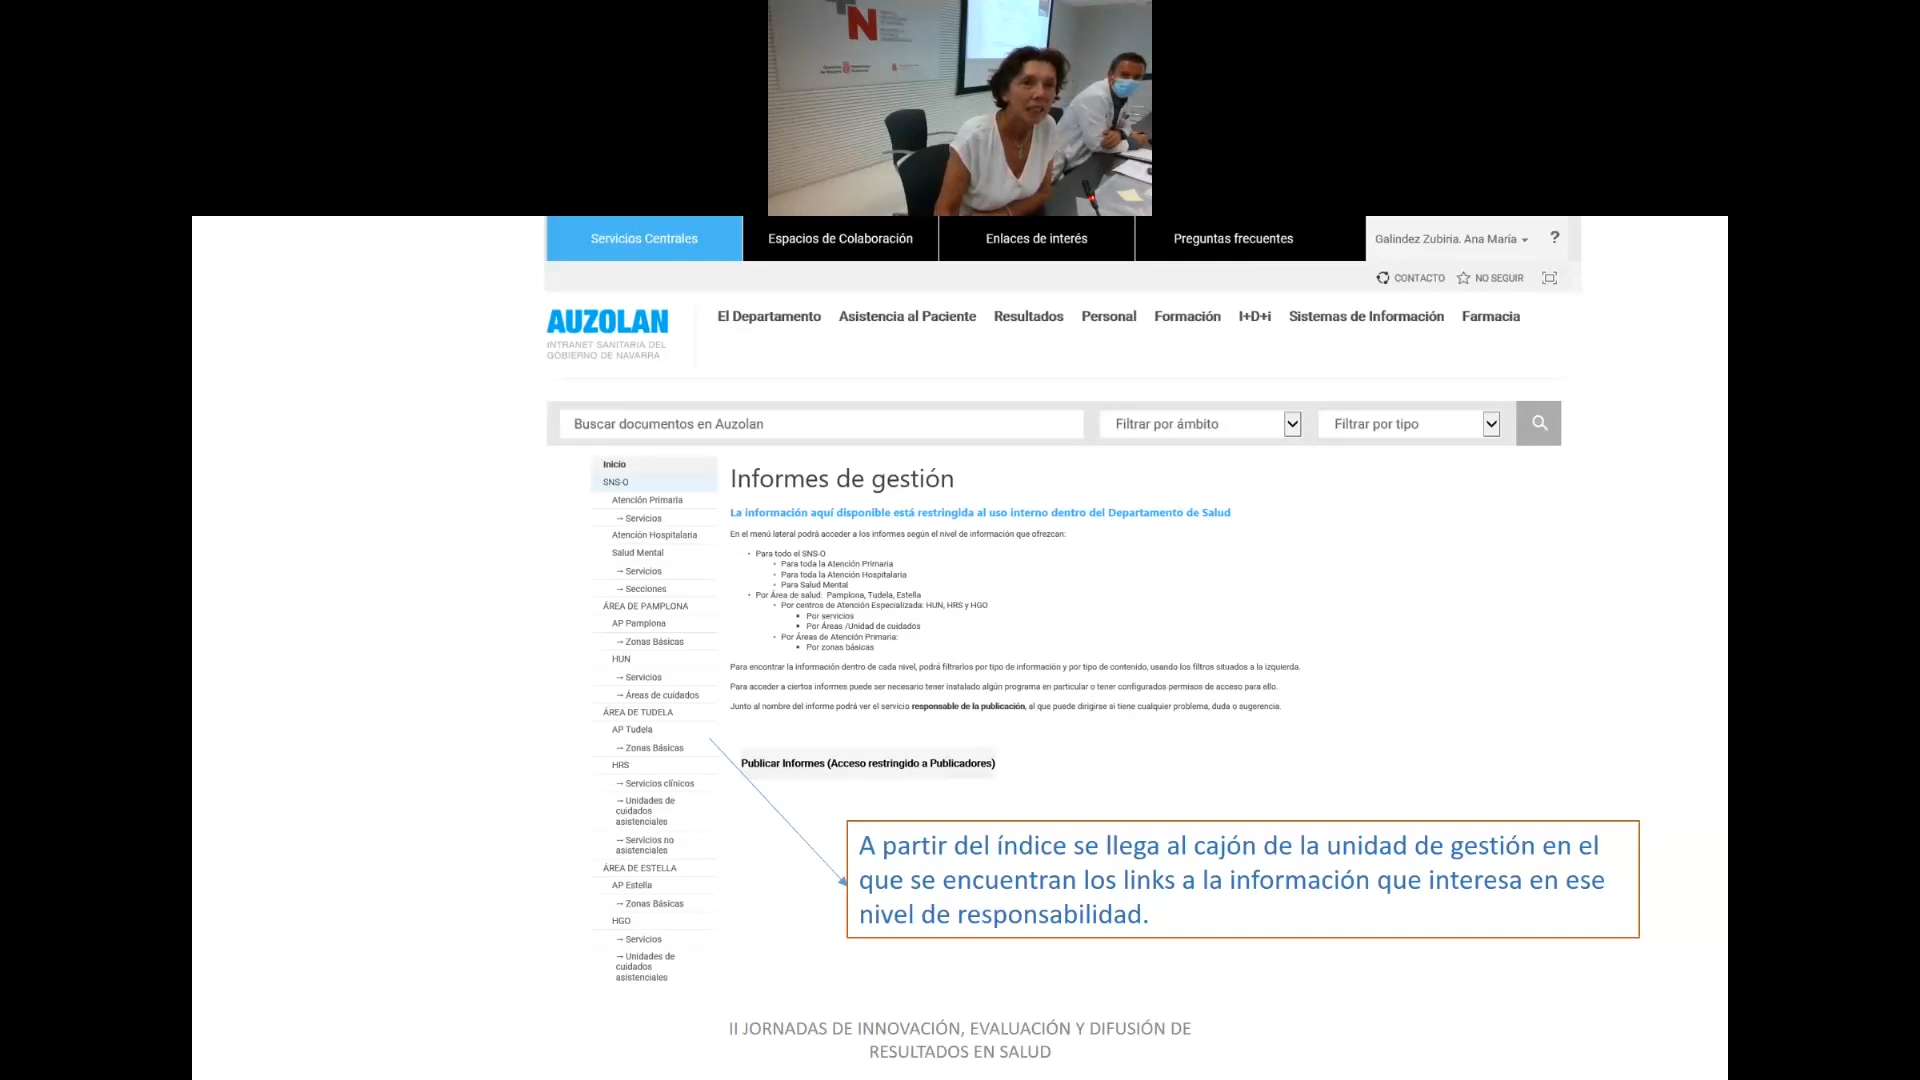 N
Servicios Centrales
Espacios de Colaboración
Enlaces de interés
Preguntas frecuentes
Galindez Zubiria. Ana María
?
CONTACTO
NO SEGUIR
AUZOLAN
INTRANET SANITARIA DEL
GOBIERNO DE NAVARRA
El Departamento
Asistencia al Paciente
Resultados
Personal
Formación
I+D+i
Sistemas de Información
Farmacia
Buscar documentos en Auzolan
Filtrar por ámbito
Filtrar por tipo
Inicio
SNS-O
Atención Primaria
→ Servicios
Atención Hospitalaria
Salud Mental
→ Servicios
→ Secciones
ÁREA DE PAMPLONA
AP Pamplona
→ Zonas Básicas
HUN
→ Servicios
→ Áreas de cuidados
ÁREA DE TUDELA
AP Tudela
→ Zonas Básicas
HRS
→ Servicios clínicos
→ Unidades de
cuidados
asistenciales
→ Servicios no
asistenciales
ÁREA DE ESTELLA
AP Estella
→ Zonas Básicas
HGO
→ Servicios
→ Unidades de
cuidados
asistenciales
Informes de gestión
La información aquí disponible está restringida al uso interno dentro del Departamento de Salud
En el menú lateral podrá acceder a los informes según el nivel de información que ofrezcan:
• Para todo el SNS-O
• Para toda la Atención Primaria
• Para toda la Atención Hospitalaria
• Para Salud Mental
• Por Área de salud: Pamplona, Tudela, Estella
• Por centros de Atención Especializada: HUN, HRS y HGO
▪ Por servicios
▪ Por Áreas /Unidad de cuidados
• Por Áreas de Atención Primaria:
▪ Por zonas básicas
Para encontrar la información dentro de cada nivel, podrá filtrarlos por tipo de información y por tipo de contenido, usando los filtros situados a la izquierda.
Para acceder a ciertos informes puede ser necesario tener instalado algún programa en particular o tener configurados permisos de acceso para ello.
Junto al nombre del informe podrá ver el servicio responsable de la publicación, al que puede dirigirse si tiene cualquier problema, duda o sugerencia.
Publicar Informes (Acceso restringido a Publicadores)
A partir del índice se llega al cajón de la unidad de gestión en el
que se encuentran los links a la información que interesa en ese
nivel de responsabilidad.
II JORNADAS DE INNOVACIÓN, EVALUACIÓN Y DIFUSIÓN DE
RESULTADOS EN SALUD